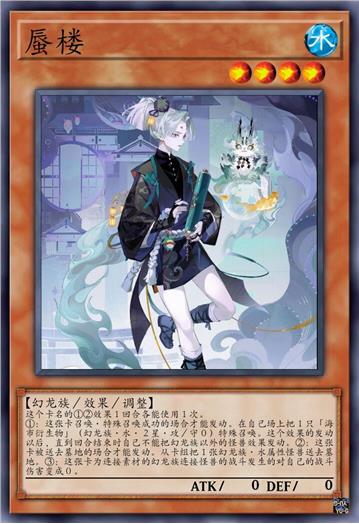 蜃楼
水
【幻龙族／效果／调整】
这个卡名的①②效果1回合各能使用1次。
①：这张卡召唤·特殊召唤成功的场合才能发动。在自己场上把1只「海
市衍生物」（幻龙族·水·2星·攻／守0）特殊召唤。这个效果的发动
以后，直到回合结束时自己不能把幻龙族以外的怪兽效果发动。②：这
张卡被送去墓地的场合才能发动。从卡组把1张幻龙族·水属性怪兽送去墓
地。③：这张卡为连接素材的幻龙族连接怪兽的战斗发生的对自己的战斗
伤害变成0。
ATK/ 0 DEF/ 0